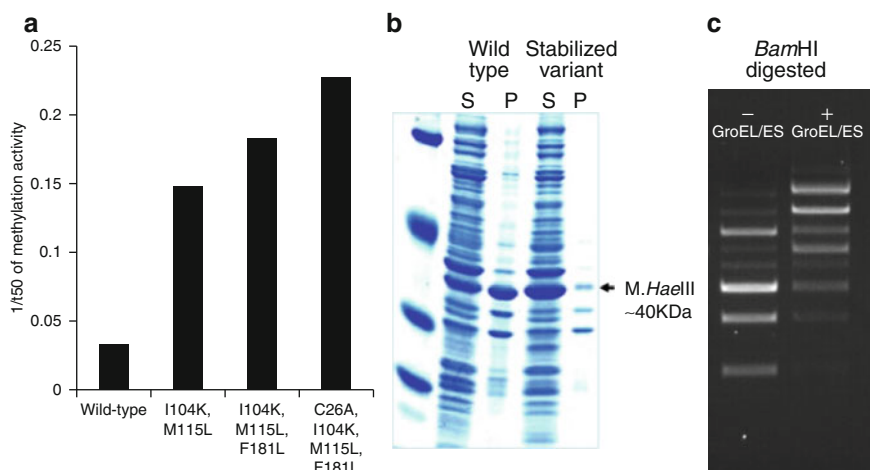 a
1/t50 of methylation activity
0.25
0.2
0.15
0.1
0.05
0
Wild-type
I104K,
M115L
I104K,
M115L,
F181L
C26A,
I104K,
M115L,
F181L
b
Wild
type
Stabilized
variant
S P S P
M.HaeIII
~40KDa
c
BamHI
digested
– +
GroEL/ES GroEL/ES